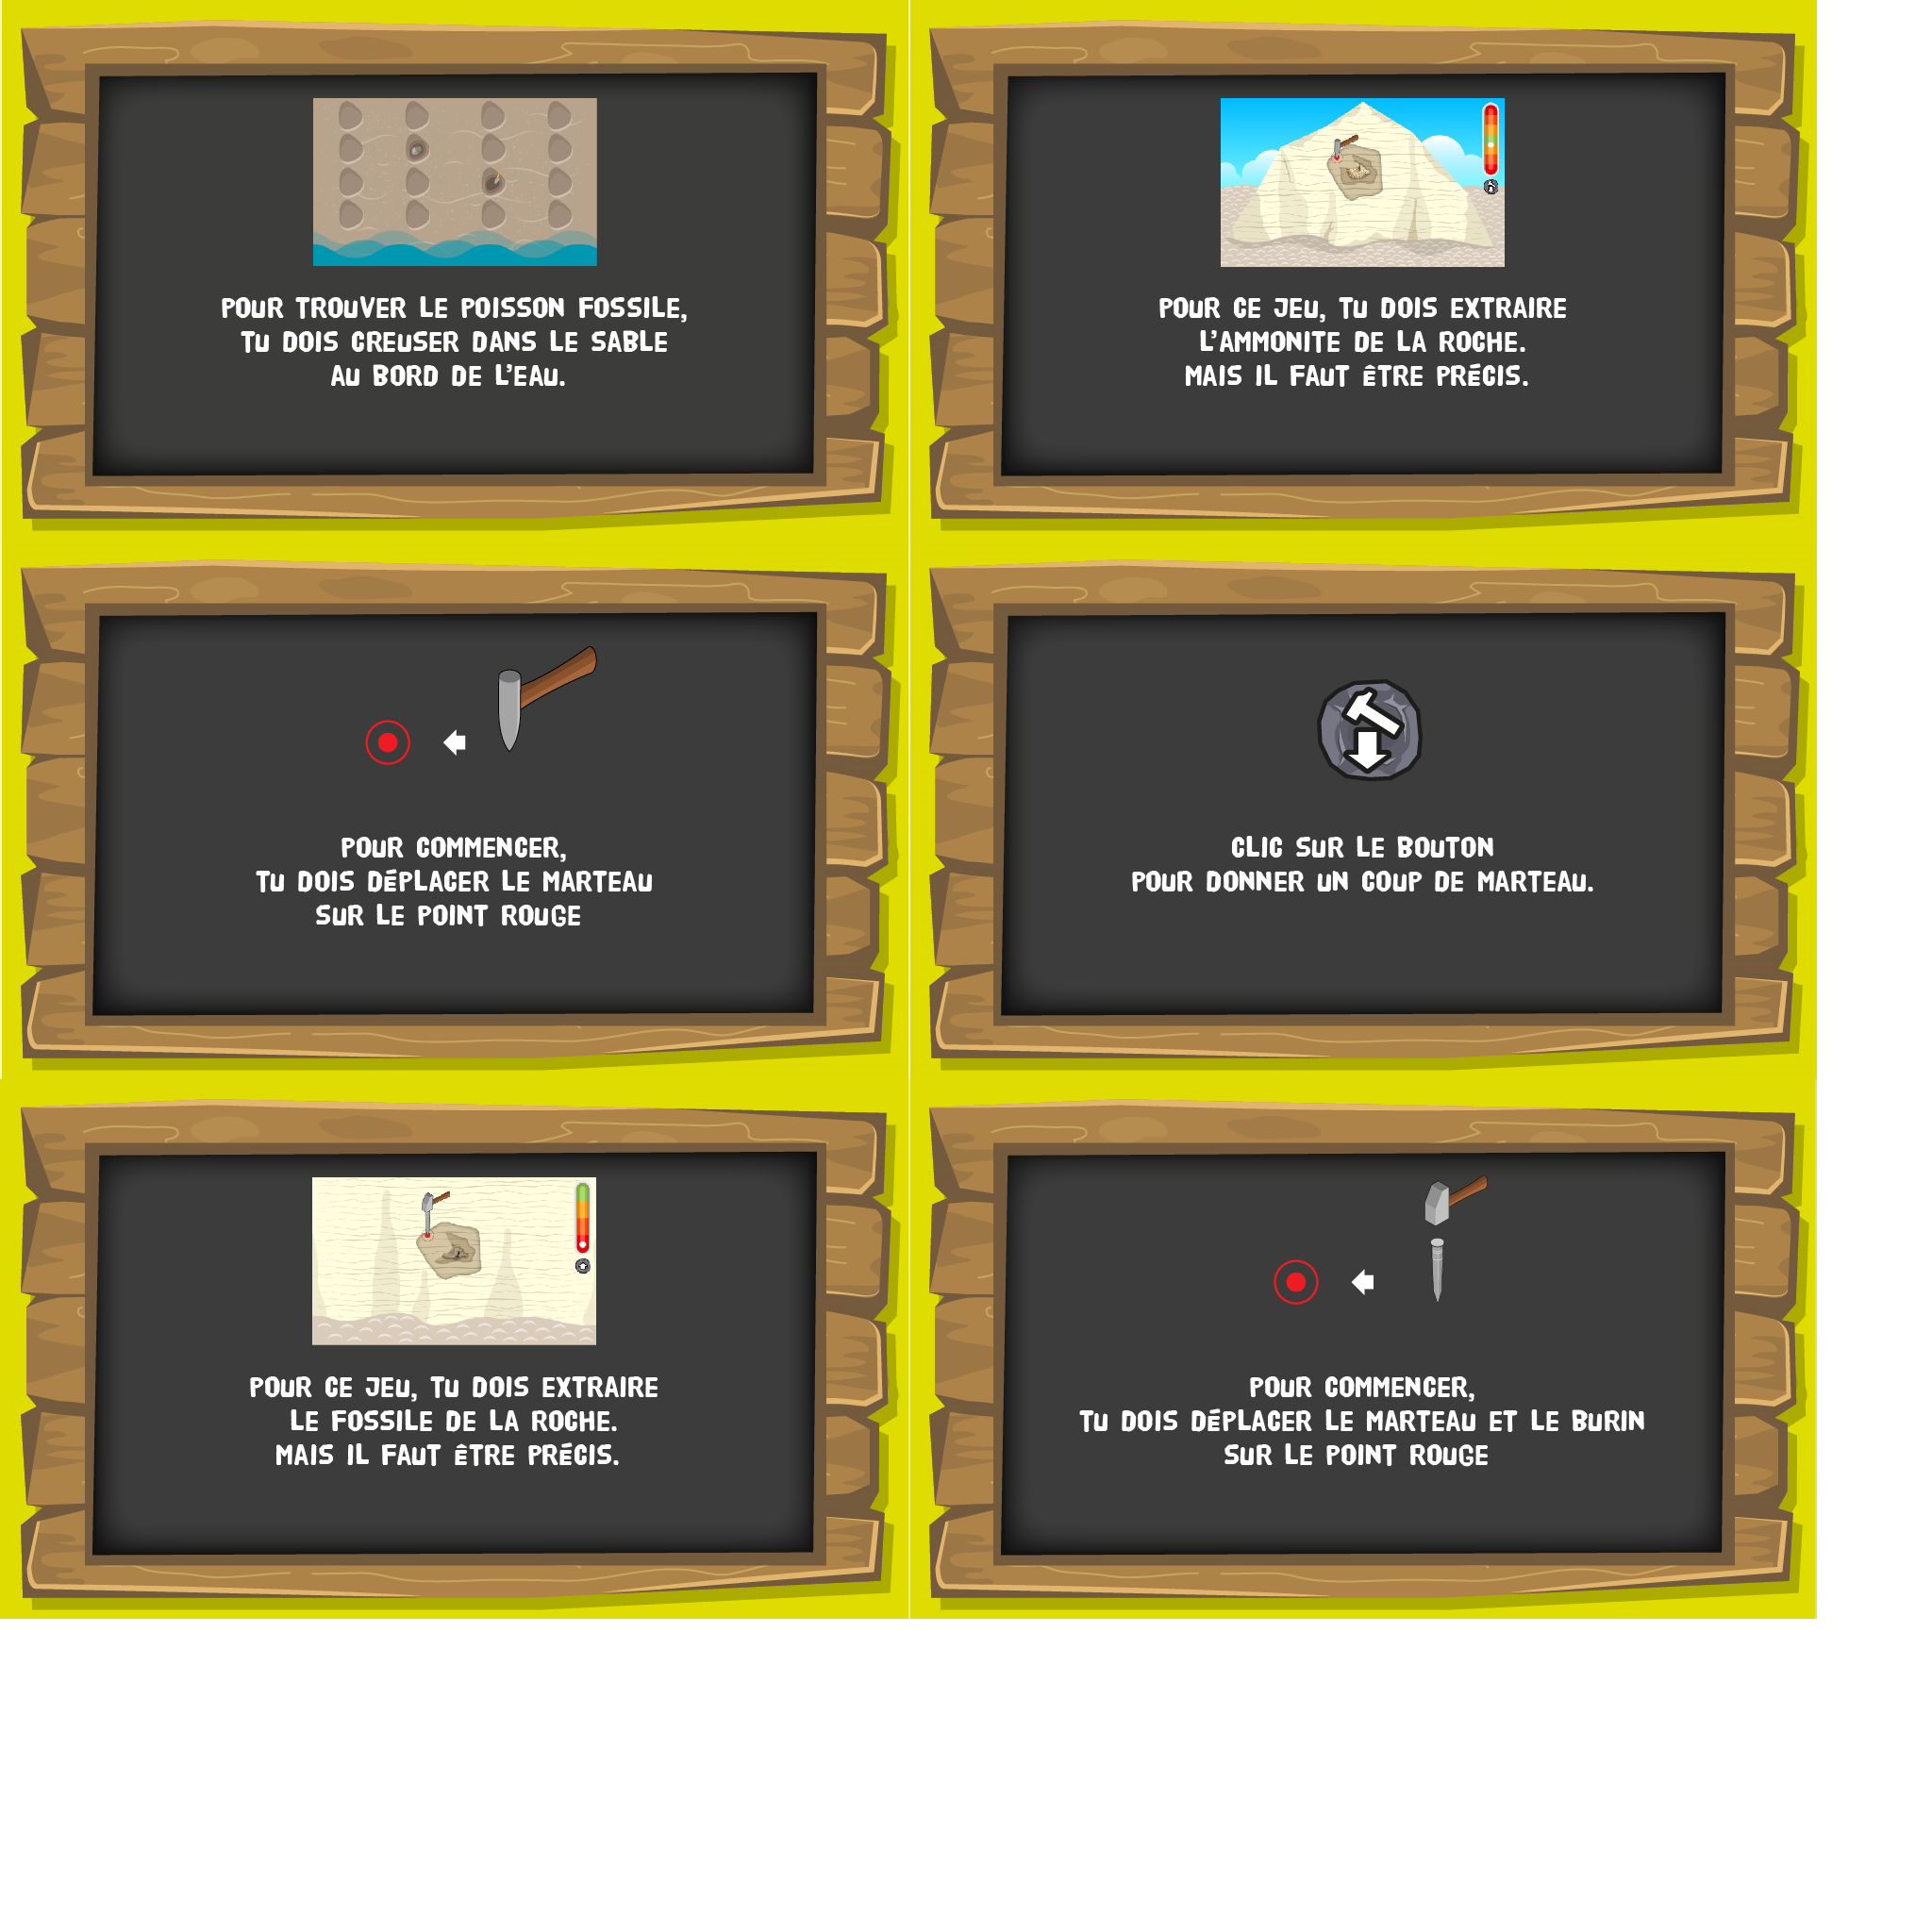 POUR TROUVER LE POISSON FOSSILE,
TU DOIS CREUSER DANS LE SABLE
AU BORD DE L'EAU.
POUR CE JEU, TU DOIS EXTRAIRE
L'AMMONITE DE LA ROCHE.
MAIS IL FAUT ÊTRE PRÉCIS.
POUR COMMENCER,
TU DOIS DÉPLACER LE MARTEAU
SUR LE POINT ROUGE
CLIC SUR LE BOUTON
POUR DONNER UN COUP DE MARTEAU.
POUR CE JEU, TU DOIS EXTRAIRE
LE FOSSILE DE LA ROCHE.
MAIS IL FAUT ÊTRE PRÉCIS.
POUR COMMENCER,
TU DOIS DÉPLACER LE MARTEAU ET LE BURIN
SUR LE POINT ROUGE